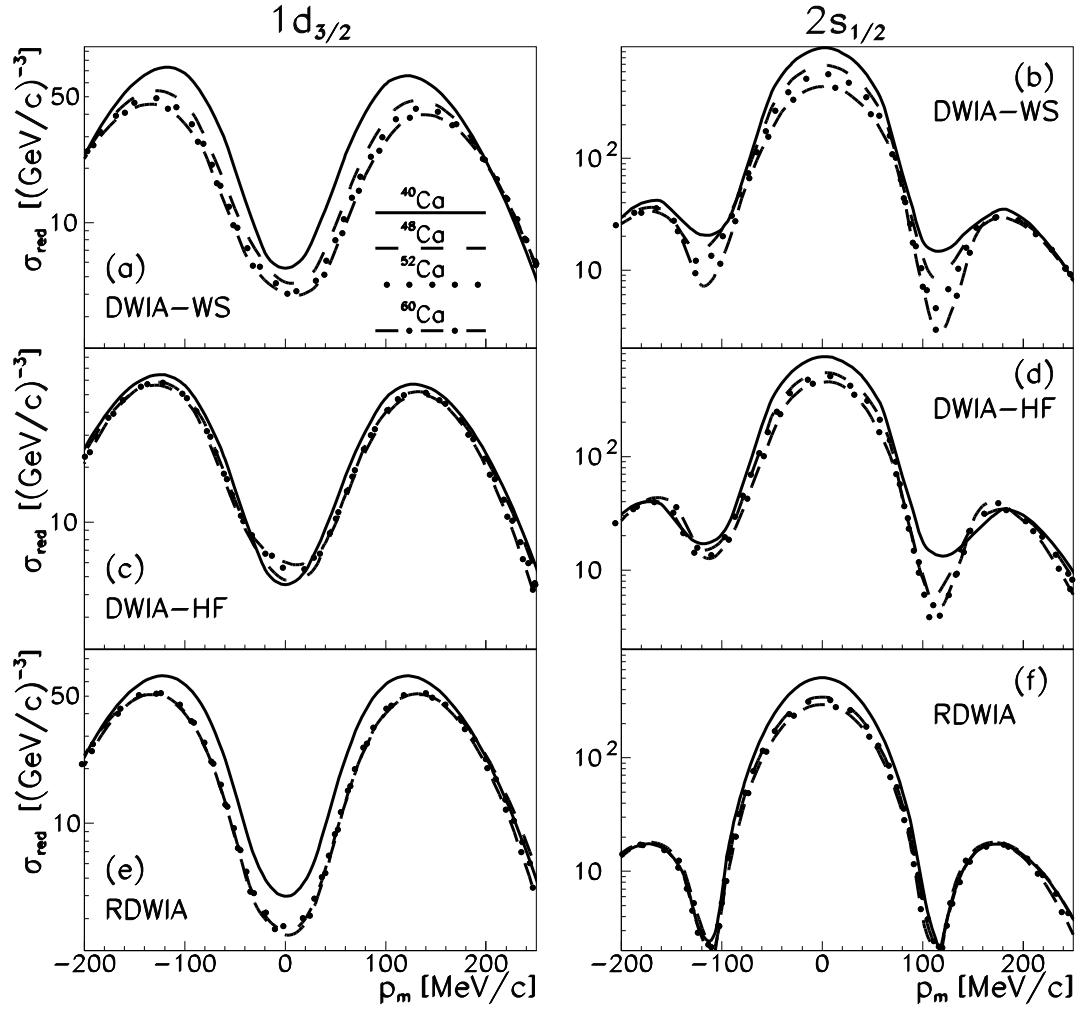 1d3/2 2s1/2
σred [(GeV/c)⁻³]
50
10
(a)
DWIA-WS
⁴⁰Ca
⁴⁸Ca
⁵²Ca
⁶⁰Ca
(b)
DWIA-WS
10²
10
σred [(GeV/c)⁻³]
10
(c)
DWIA-HF
(d)
DWIA-HF
10²
10
σred [(GeV/c)⁻³]
50
10
(e)
RDWIA
(f)
RDWIA
10²
10
-200 -100 0 100 200
pm [MeV/c]
-200 -100 0 100 200
pm [MeV/c]